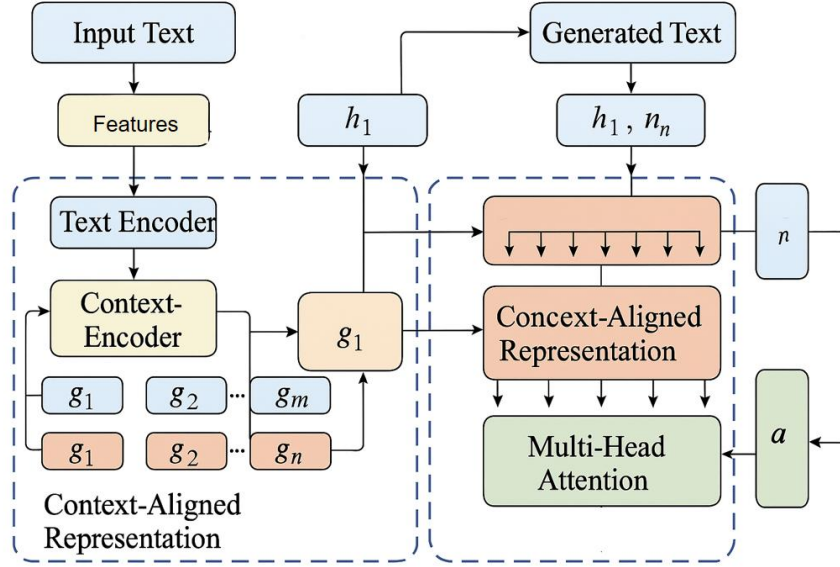 Input Text
Generated Text
Features
h₁
h₁ , nₙ
Text Encoder
n
Context-
Encoder
g₁
Concext-Aligned
Representation
g₁ g₂ ... gₘ
g₁ g₂ ... gₙ
a
Multi-Head
Attention
Context-Aligned
Representation